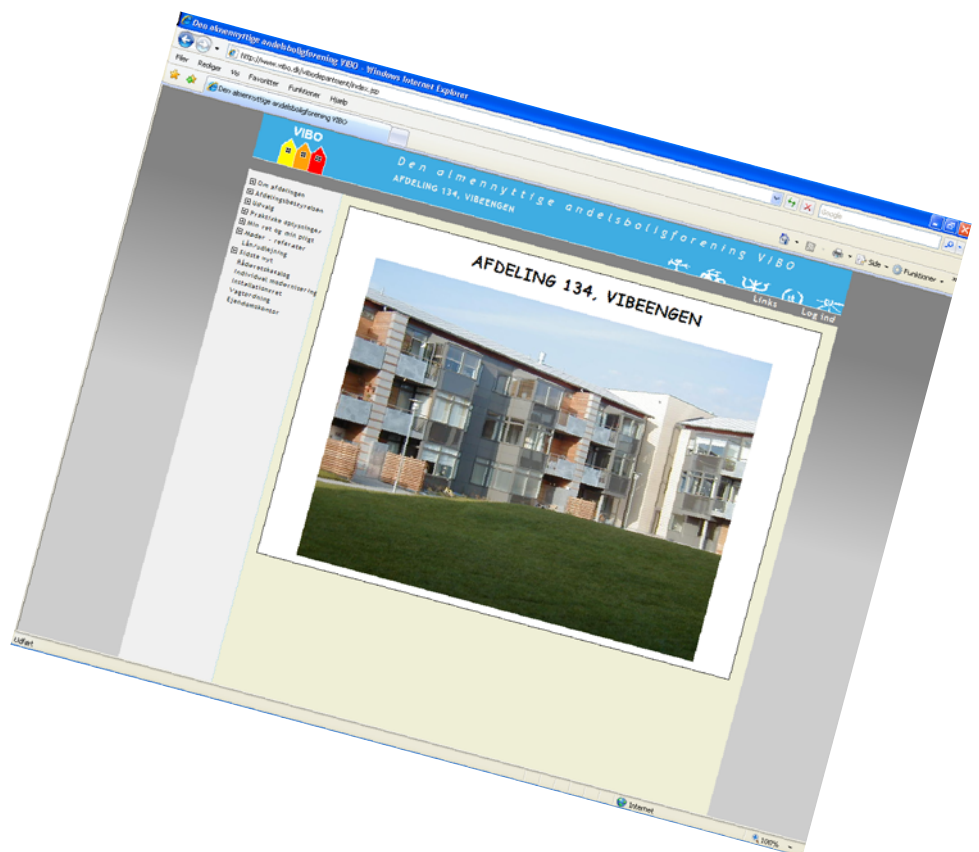 Den almennyttige andelsboligforening VIBO - Windows Internet Explorer
http://www.vibo.dk/vibodepartment/index.jsp
Google
Filer Rediger Vis Favoritter Funktioner Hjælp
Den almennyttige andelsboligforening VIBO
Side
Funktioner
VIBO
Den almennyttige andelsboligforening VIBO
AFDELING 134, VIBEENGEN
Links Log ind
Om afdelingen
Afdelingsbestyrelsen
Udvalg
Praktiske oplysninger
Min ret og min pligt
Møder - referater
Lån/udlejning
Sidste nyt
Råderetskatalog
Individuel modernisering
Installationsret
Vagtordning
Ejendomskontor
AFDELING 134, VIBEENGEN
Udført
Internet
100%